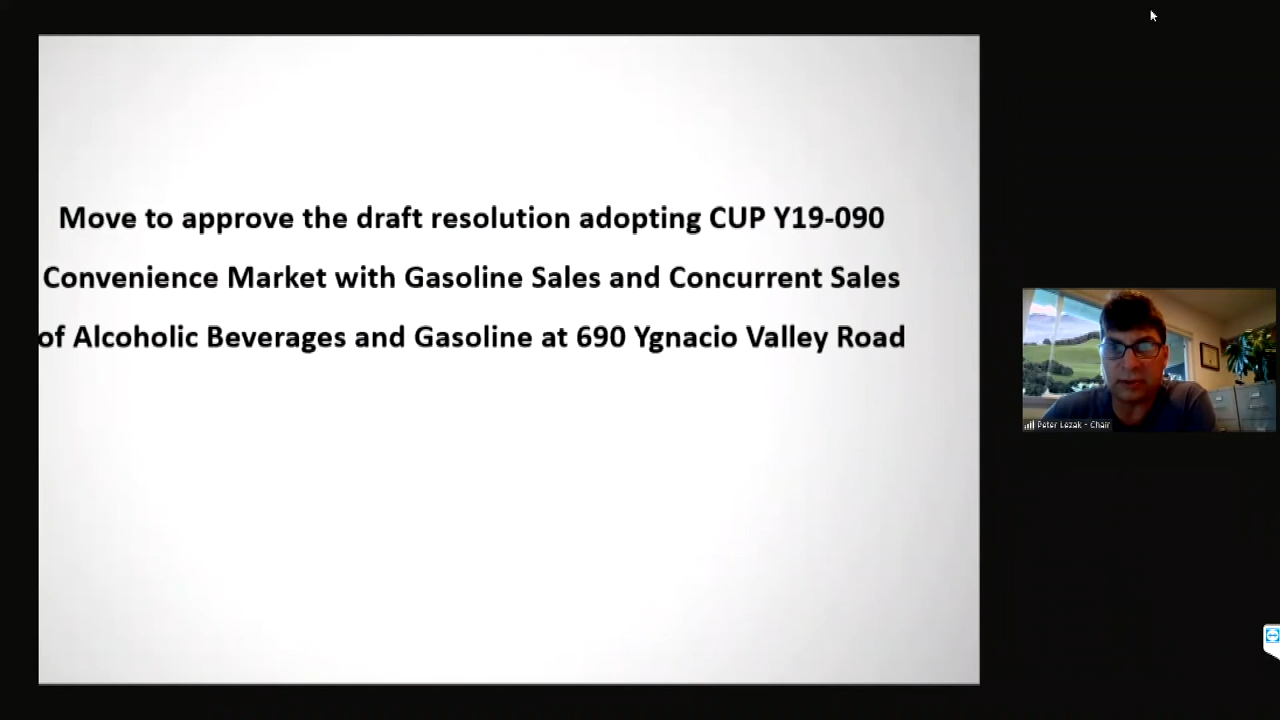 Move to approve the draft resolution adopting CUP Y19-090
Convenience Market with Gasoline Sales and Concurrent Sales
of Alcoholic Beverages and Gasoline at 690 Ygnacio Valley Road
Peter Lezak - Chair